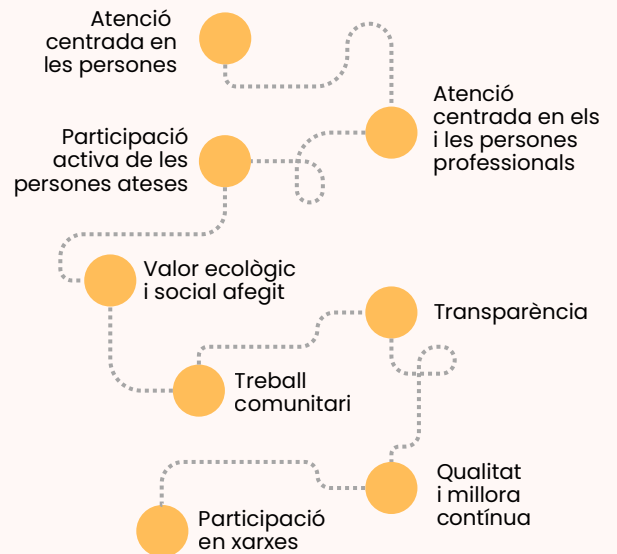 Atenció
centrada en
les persones
Atenció
centrada en els
i les persones
professionals
Participació
activa de les
persones ateses
Valor ecològic
i social afegit
Transparència
Treball
comunitari
Qualitat
i millora
contínua
Participació
en xarxes